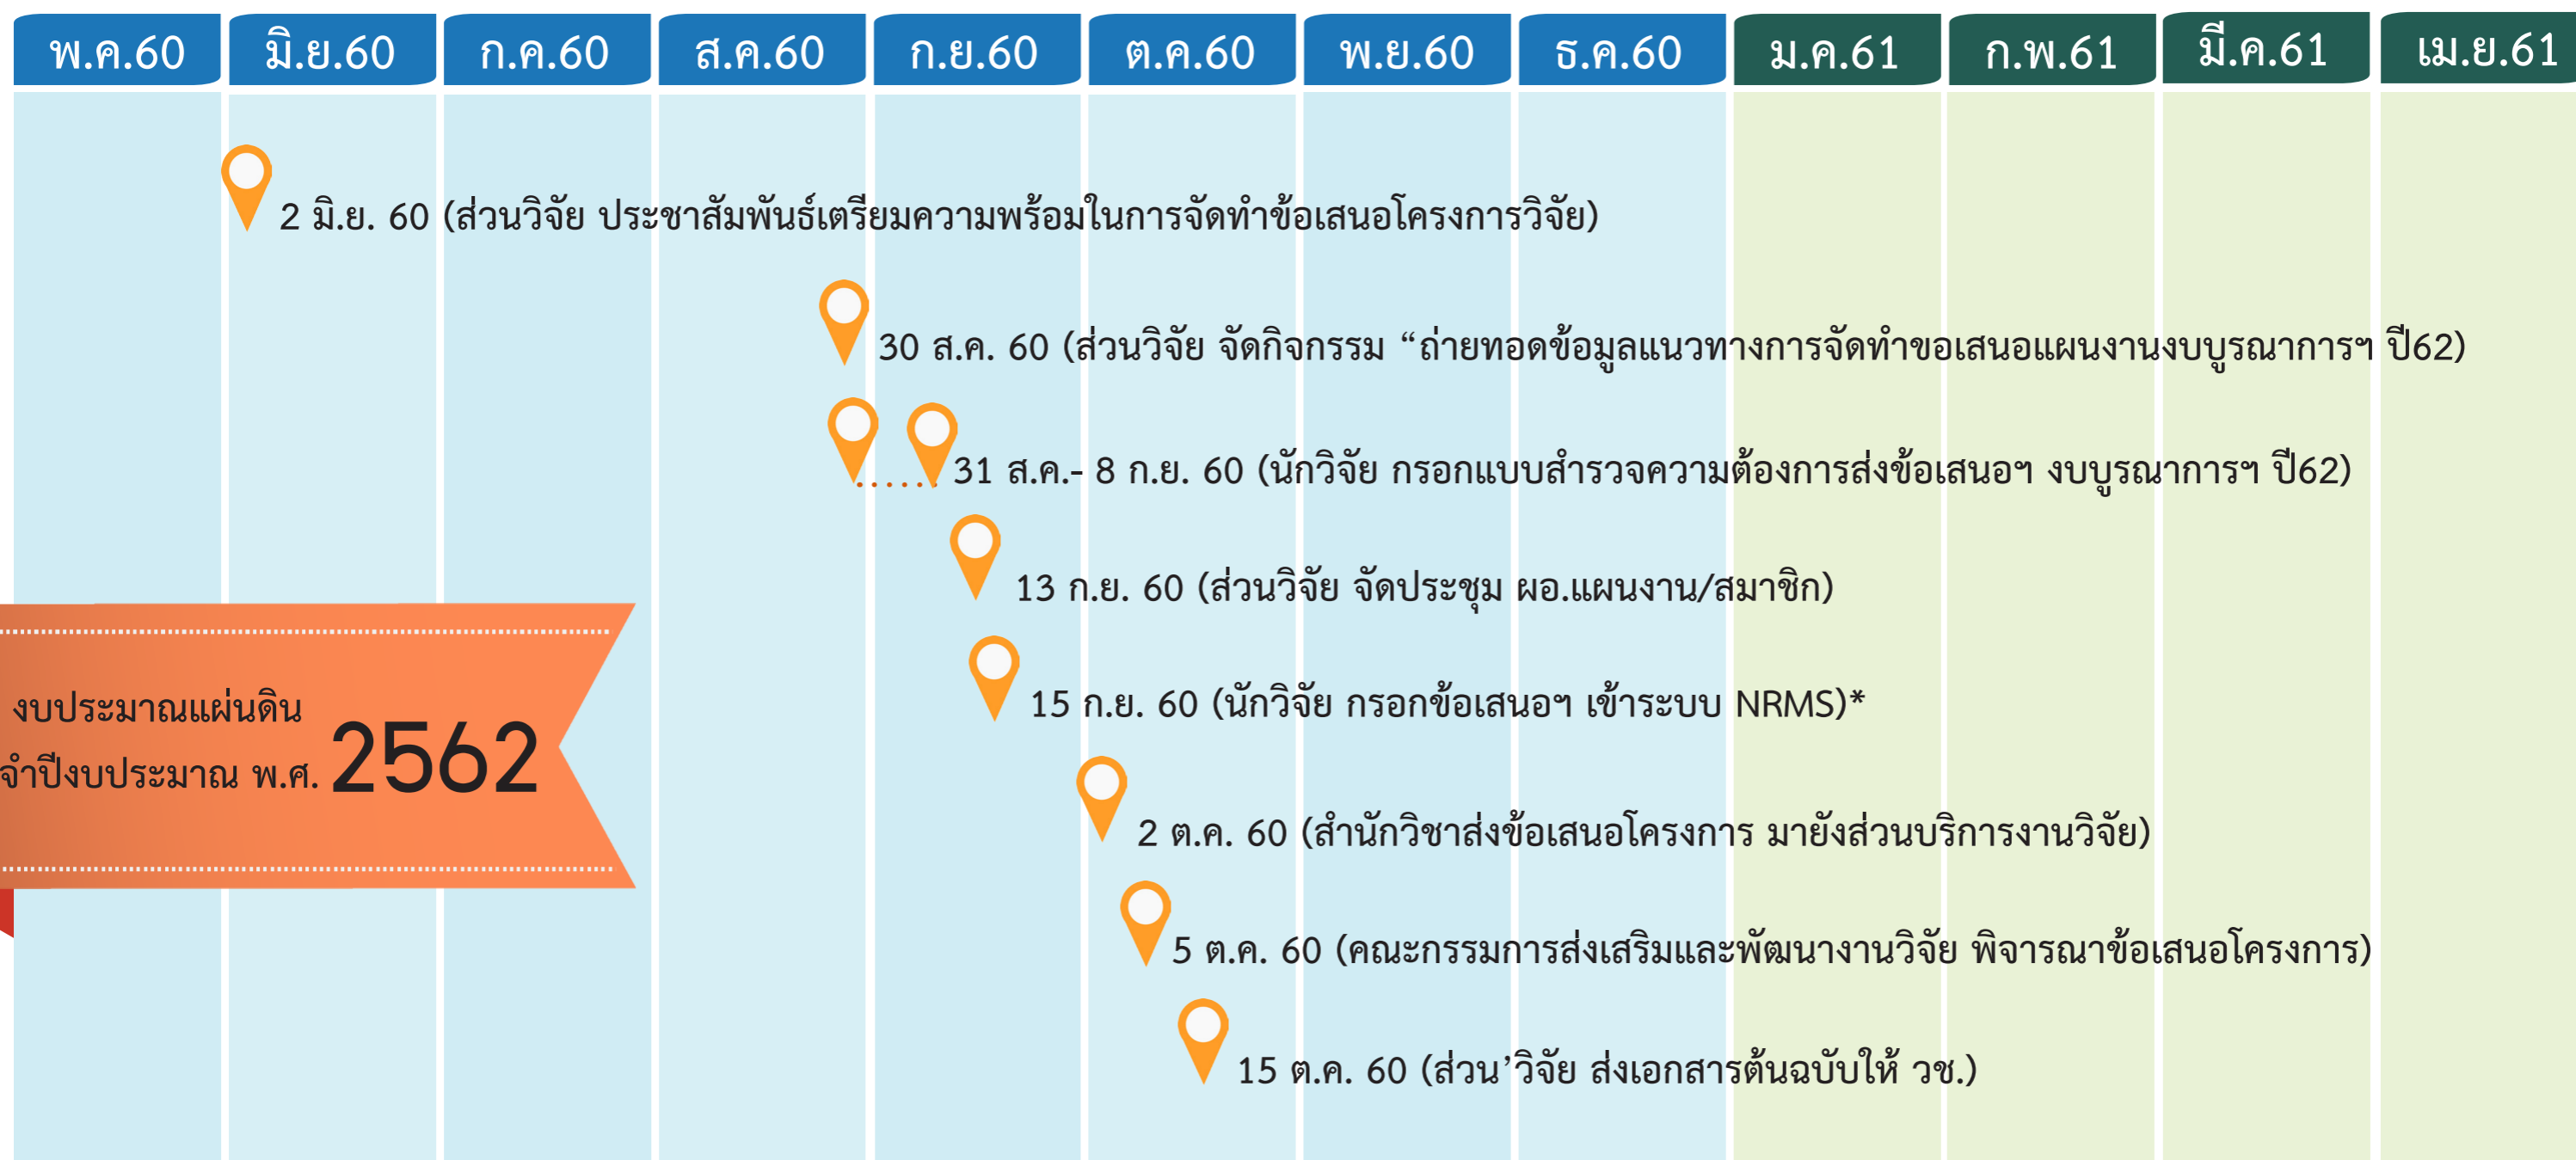 พ.ค.60 มิ.ย.60 ก.ค.60 ส.ค.60 ก.ย.60 ต.ค.60 พ.ย.60 ธ.ค.60 ม.ค.61 ก.พ.61 มี.ค.61 เม.ย.61
2 มิ.ย. 60 (ส่วนวิจัย ประชาสัมพันธ์เตรียมความพร้อมในการจัดทำข้อเสนอโครงการวิจัย)
30 ส.ค. 60 (ส่วนวิจัย จัดกิจกรรม “ถ่ายทอดข้อมูลแนวทางการจัดทำขอเสนอแผนงานงบบูรณาการฯ ปี62)
31 ส.ค.- 8 ก.ย. 60 (นักวิจัย กรอกแบบสำรวจความต้องการส่งข้อเสนอฯ งบบูรณาการฯ ปี62)
13 ก.ย. 60 (ส่วนวิจัย จัดประชุม ผอ.แผนงาน/สมาชิก)
15 ก.ย. 60 (นักวิจัย กรอกข้อเสนอฯ เข้าระบบ NRMS)*
งบประมาณแผ่นดิน
จำปีงบประมาณ พ.ศ. 2562
2 ต.ค. 60 (สำนักวิชาส่งข้อเสนอโครงการ มายังส่วนบริการงานวิจัย)
5 ต.ค. 60 (คณะกรรมการส่งเสริมและพัฒนางานวิจัย พิจารณาข้อเสนอโครงการ)
15 ต.ค. 60 (ส่วน’วิจัย ส่งเอกสารต้นฉบับให้ วช.)